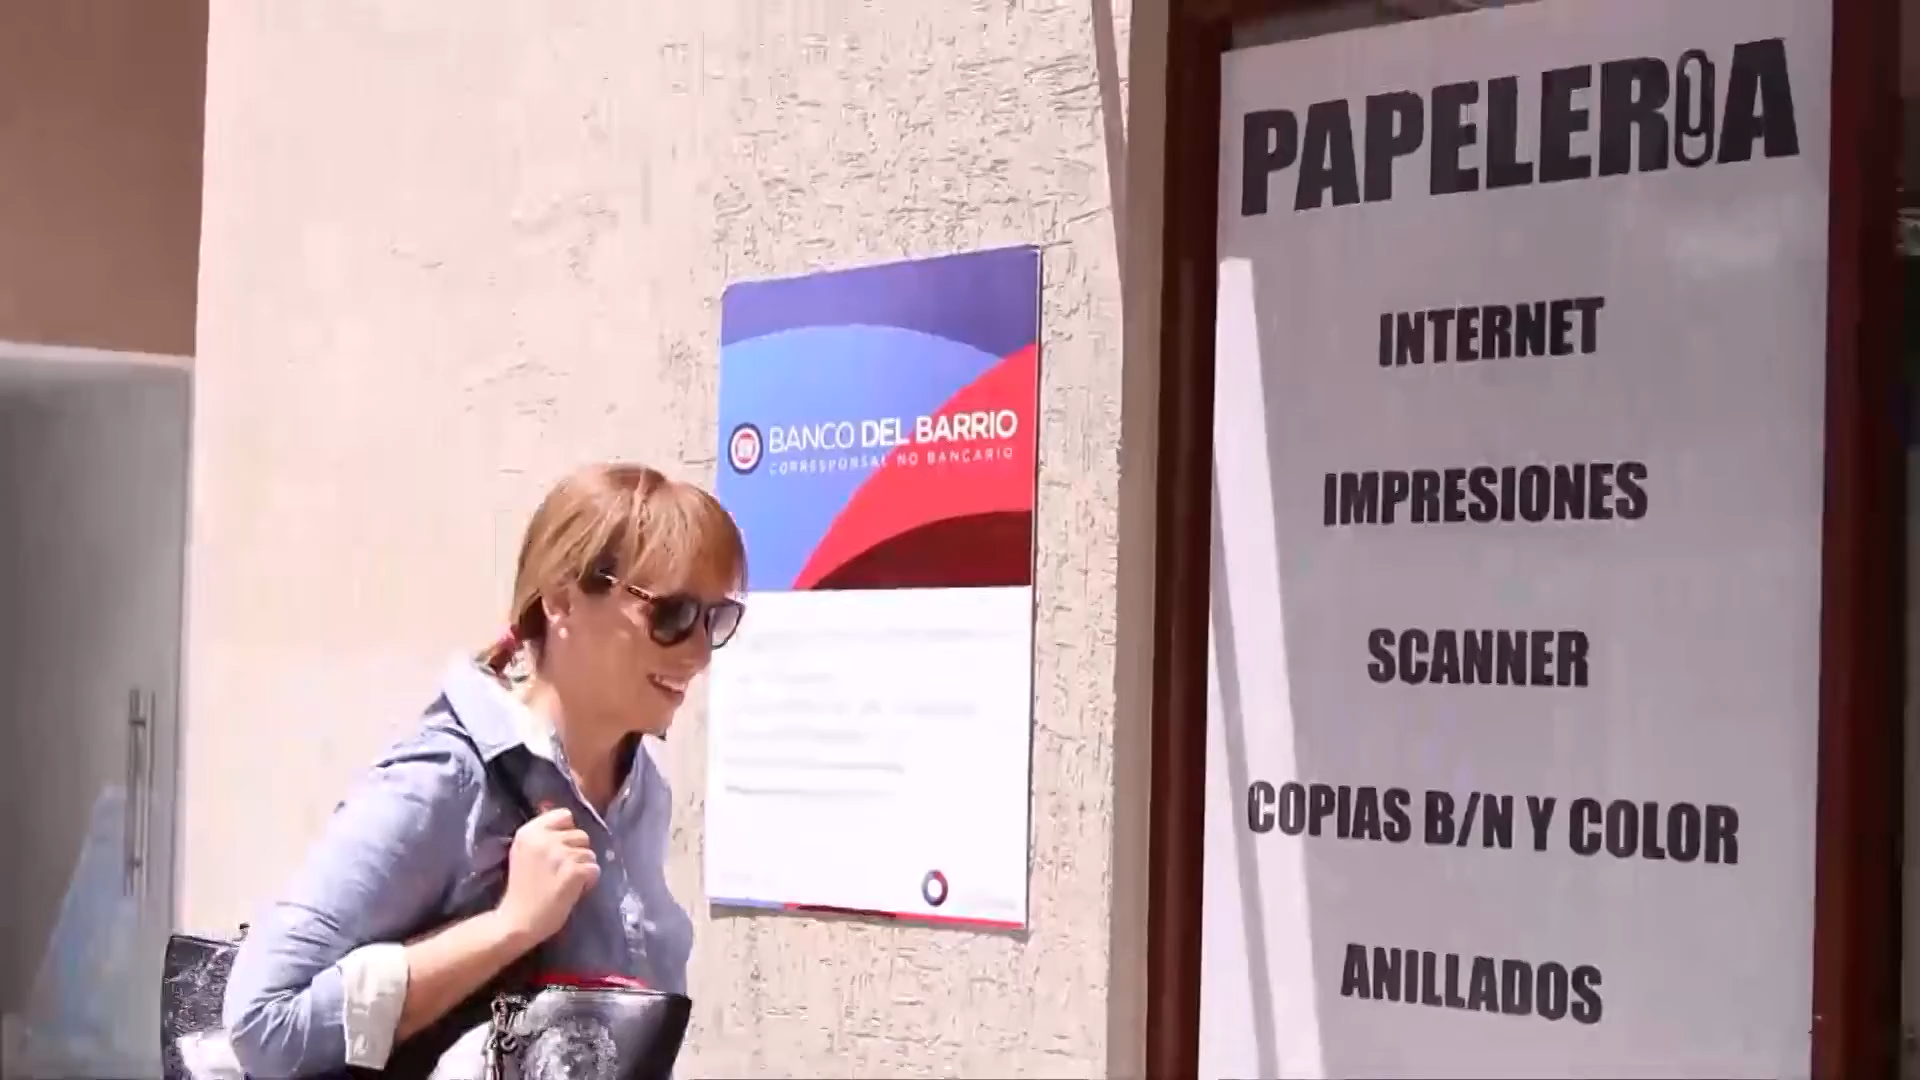 BANCO DEL BARRIO
CORRESPONSAL NO BANCARIO
PAPELERIA
INTERNET
IMPRESIONES
SCANNER
COPIAS B/N Y COLOR
ANILLADOS